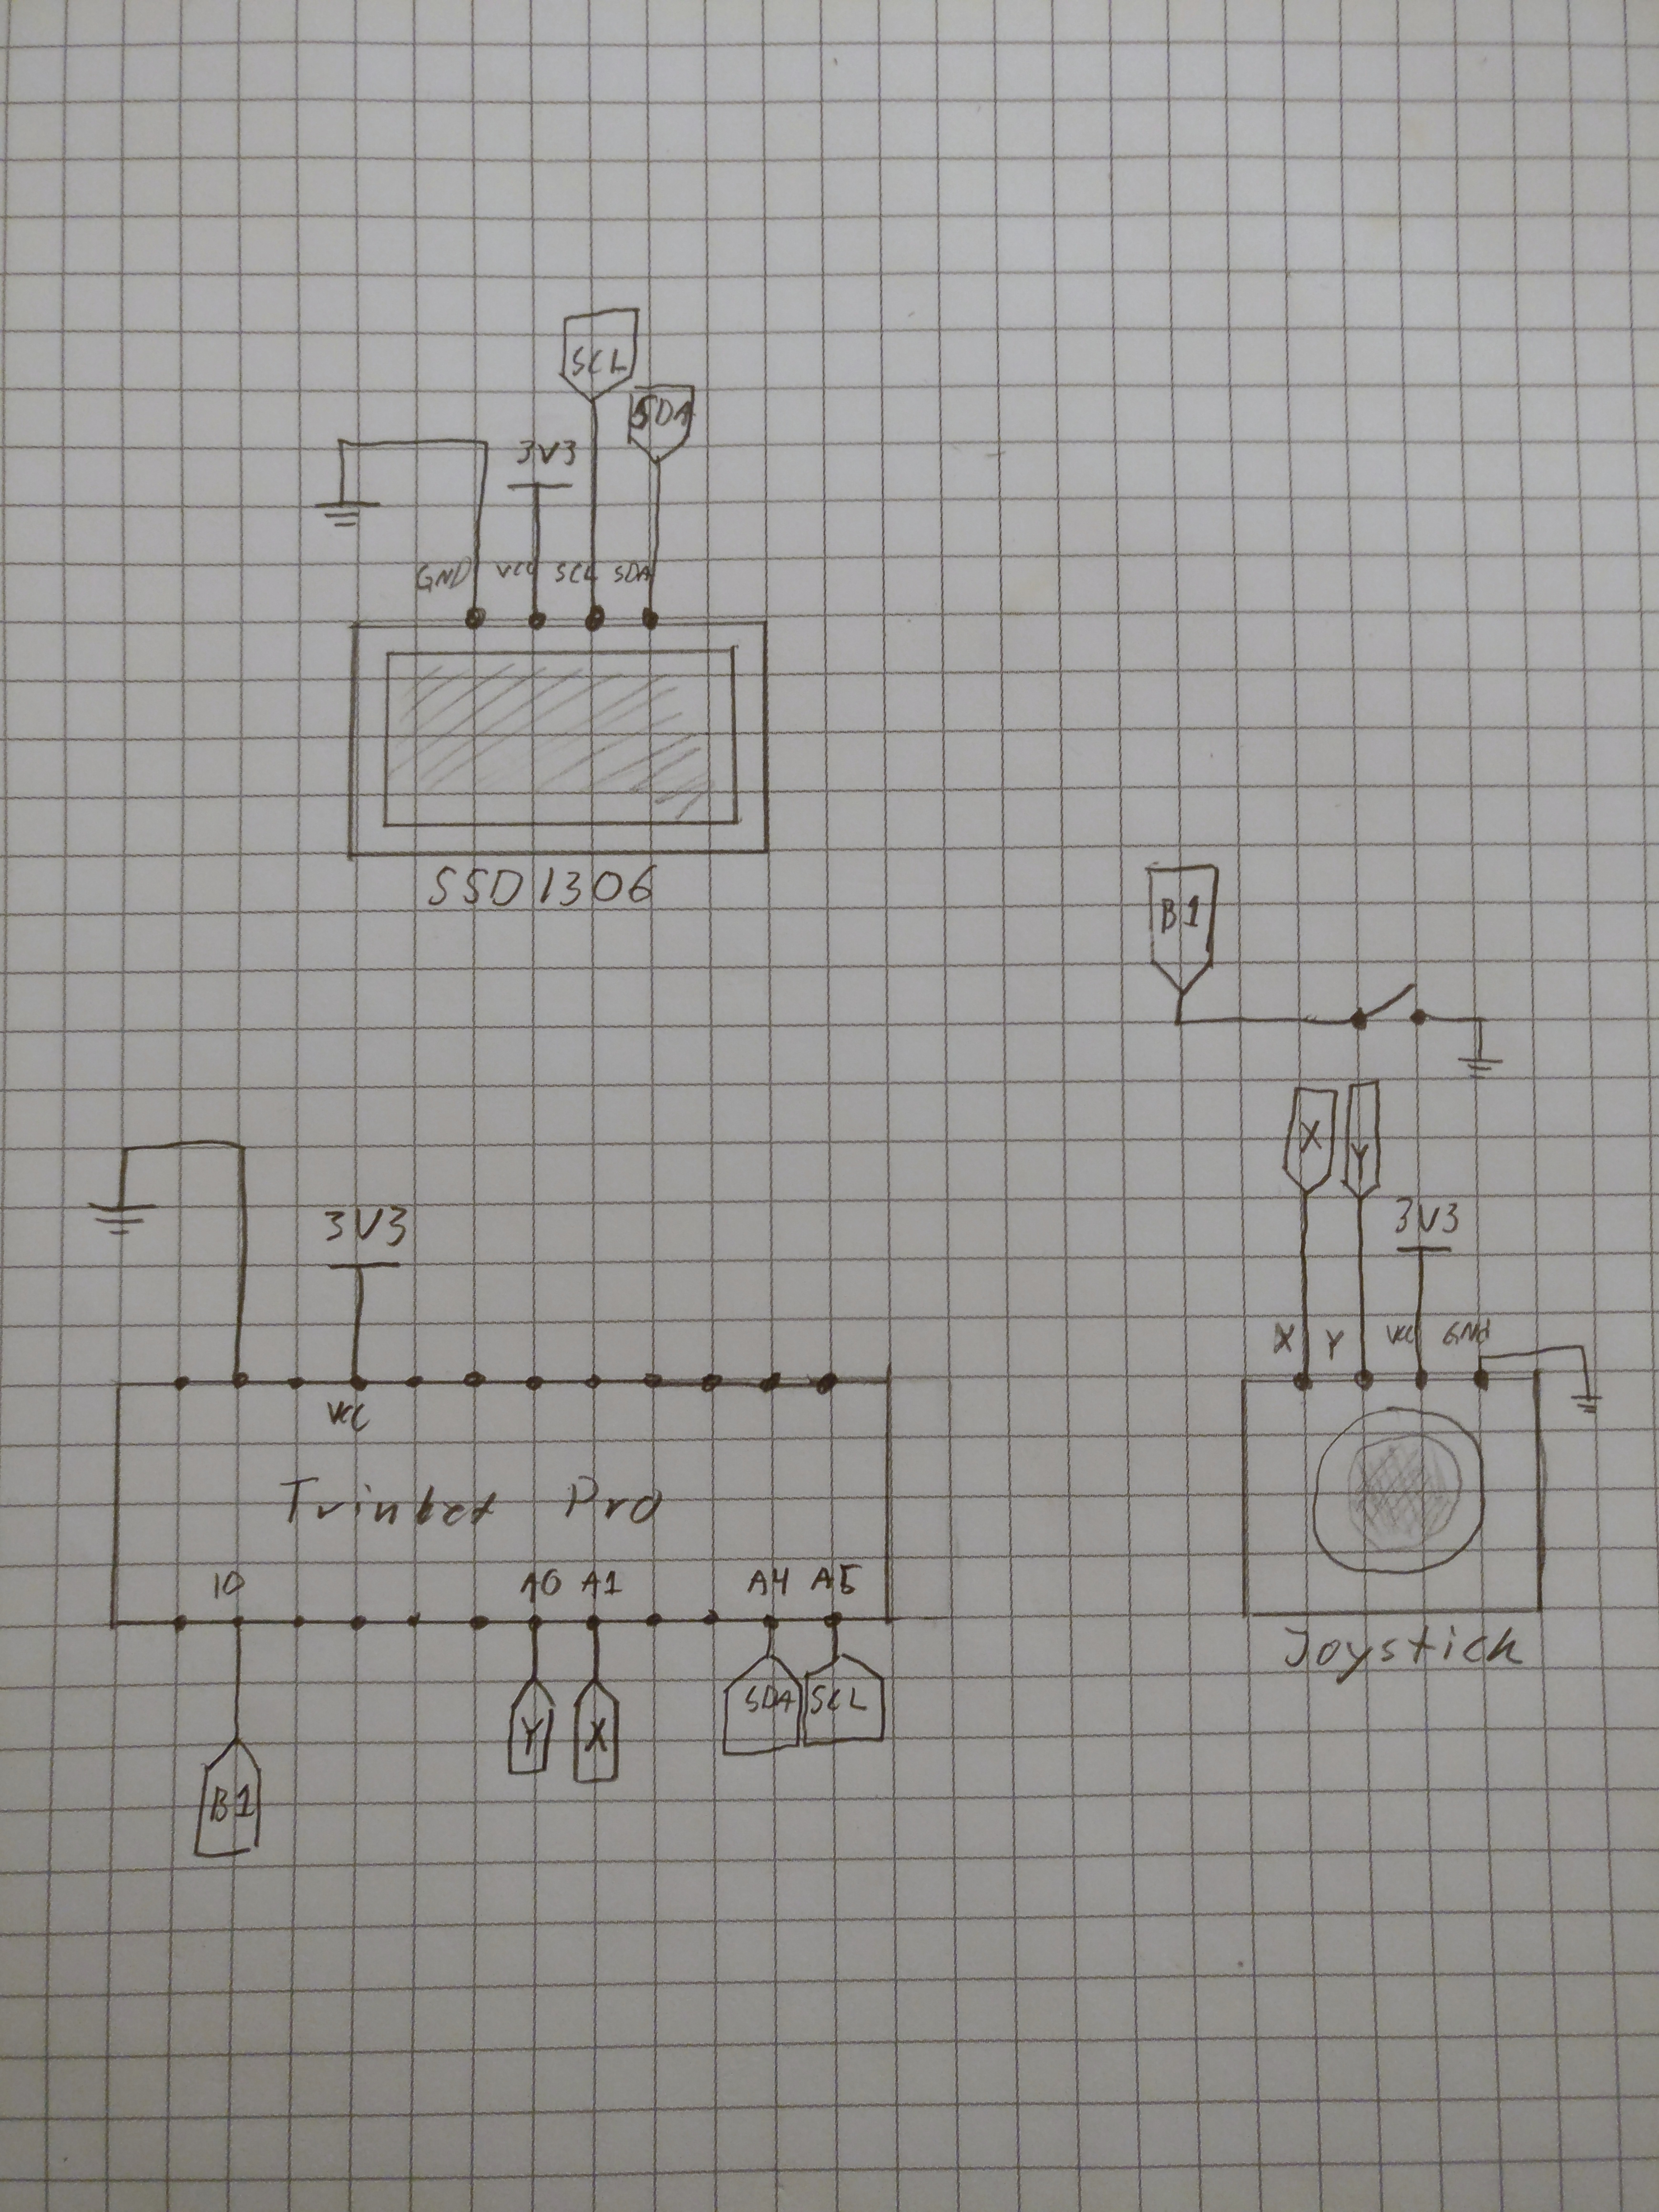 SCL
SDA
3V3
GND VCC SCL SDA
SSD1306
B1
X Y
3V3
3V3
X Y VCC GND
VCC
Trinket Pro
10 A0 A1 A4 A5
Joystick
Y X SDA SCL
B1